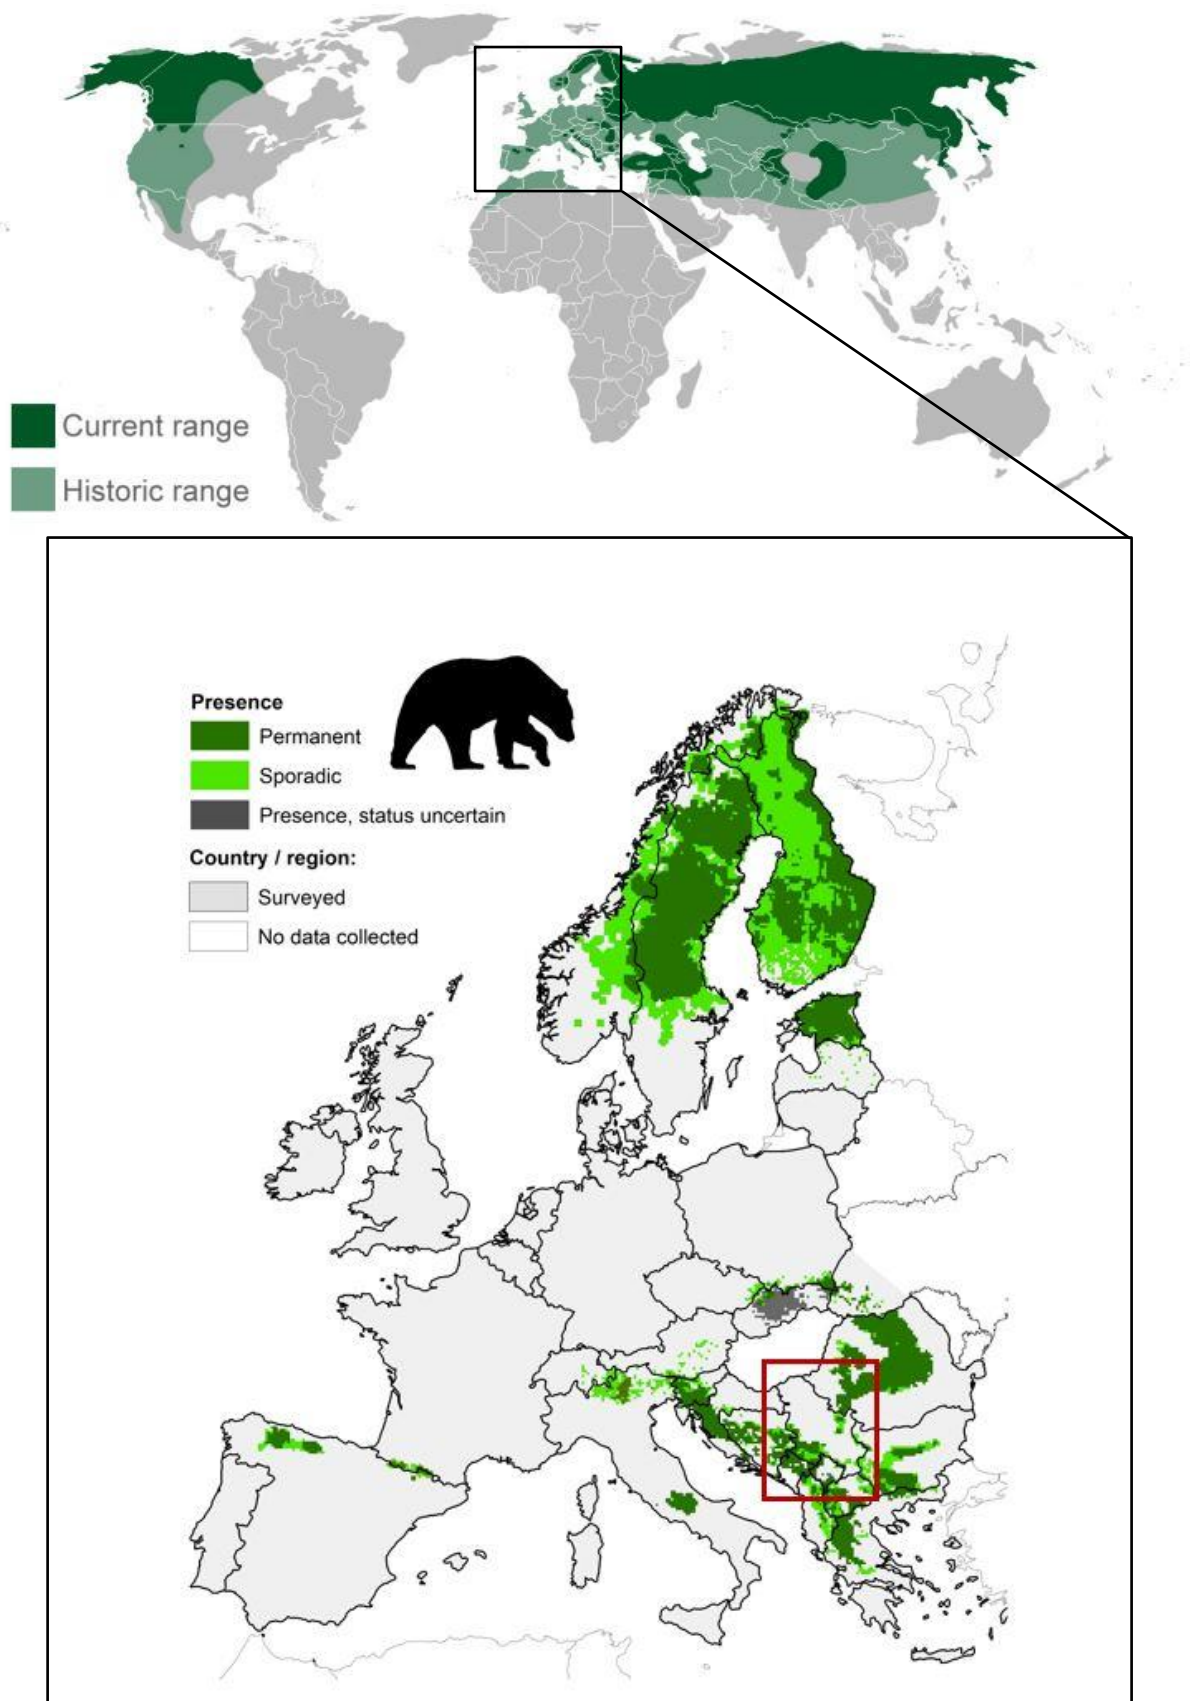 Current range
Historic range
Presence
Permanent
Sporadic
Presence, status uncertain
Country / region:
Surveyed
No data collected